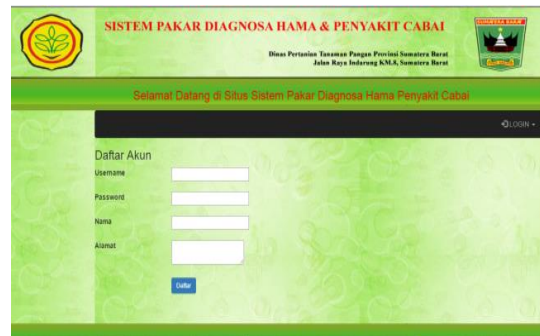 SISTEM PAKAR DIAGNOSA HAMA & PENYAKIT CABAI
Dinas Pertanian Tanaman Pangan Provinsi Sumatera Barat
Jalan Raya Indarung KM.8, Sumatera Barat
SUMATERA BARAT
Selamat Datang di Situs Sistem Pakar Diagnosa Hama Penyakit Cabai
LOGIN
Daftar Akun
Username
Password
Nama
Alamat
Daftar